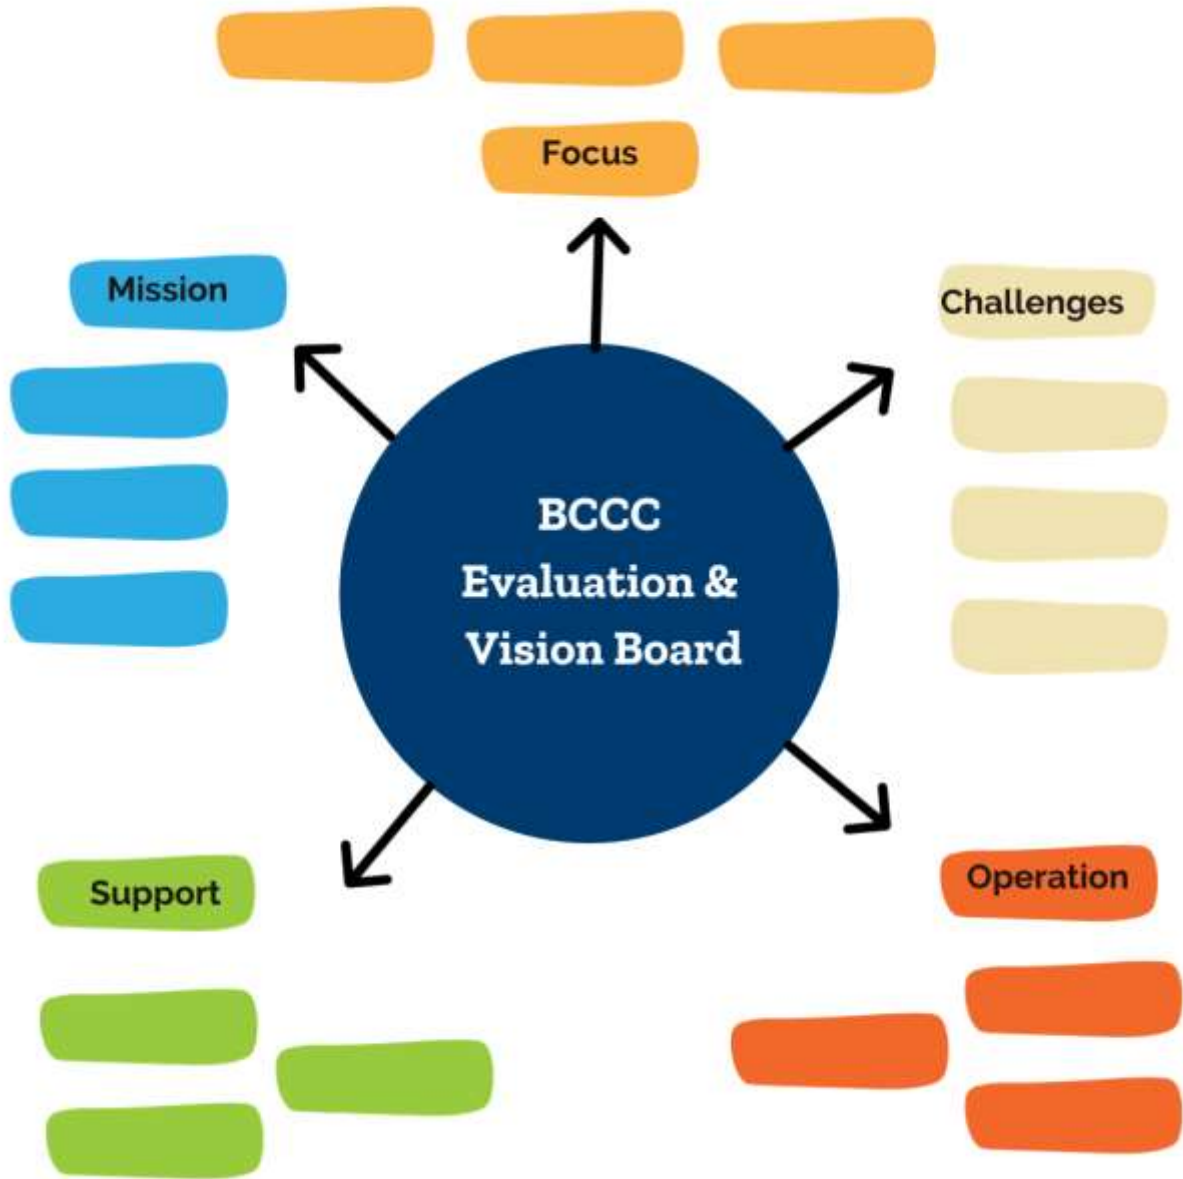 Focus
Mission
Challenges
BCCC
Evaluation &
Vision Board
Support
Operation